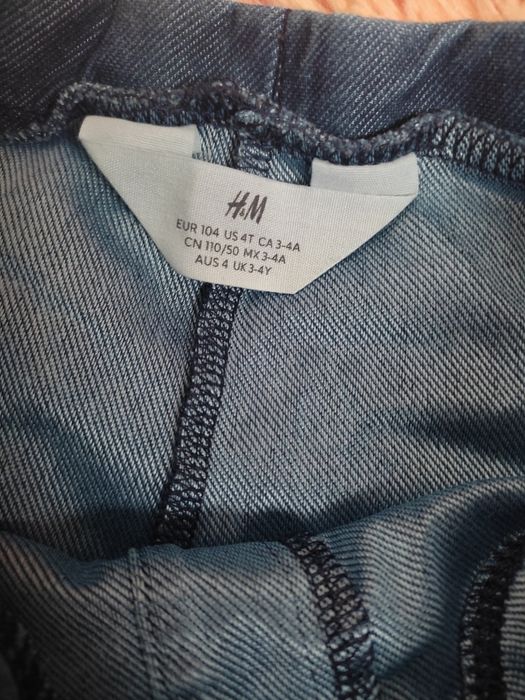 H&M
EUR 104 US 4T CA 3-4A
CN 110/50 MX 3-4A
AUS 4 UK 3-4Y